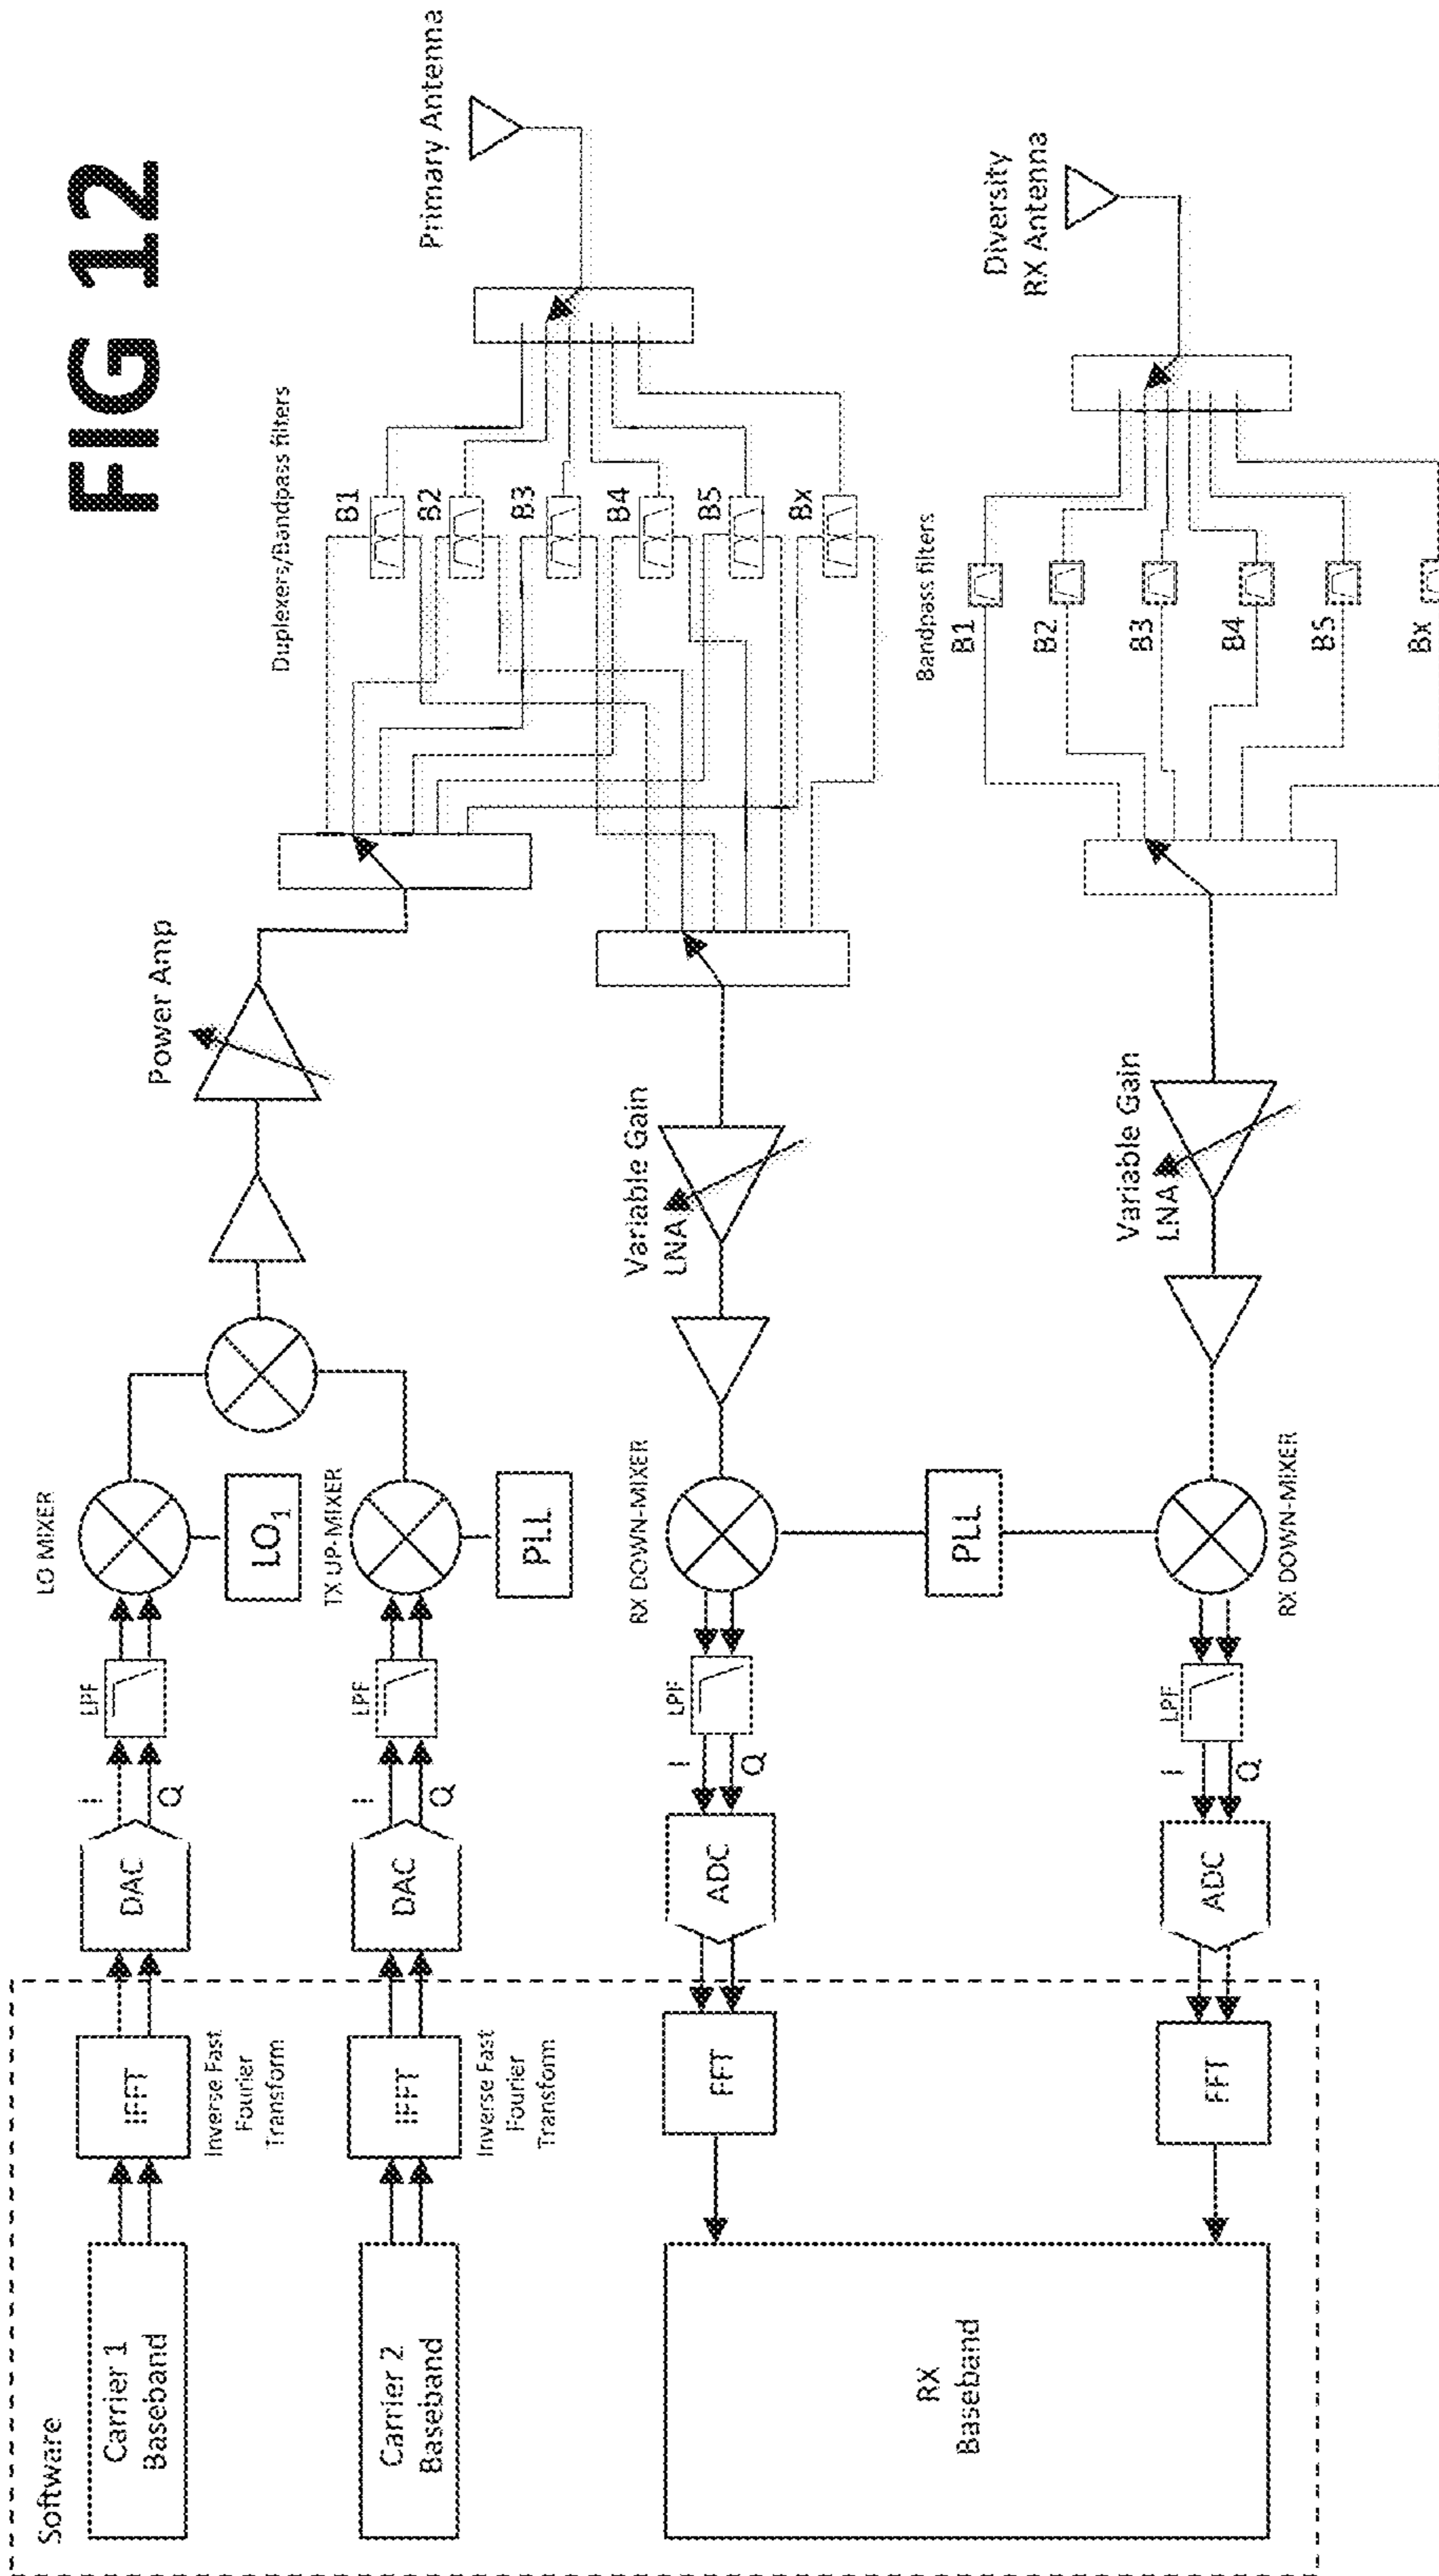 FIG 12
Software
Carrier 1
Baseband
IFFT
Inverse Fast
Fourier
Transform
DAC
I
Q
LPF
LO MIXER
LO1
Carrier 2
Baseband
IFFT
Inverse Fast
Fourier
Transform
DAC
I
Q
LPF
TX UP-MIXER
PLL
Power Amp
Duplexers/Bandpass filters
B1
B2
B3
B4
B5
Bx
Primary Antenna
RX
Baseband
FFT
ADC
I
Q
LPF
RX DOWN-MIXER
Variable Gain
LNA
PLL
FFT
ADC
I
Q
LPF
RX DOWN-MIXER
Variable Gain
LNA
Bandpass filters
B1
B2
B3
B4
B5
Bx
Diversity
RX Antenna